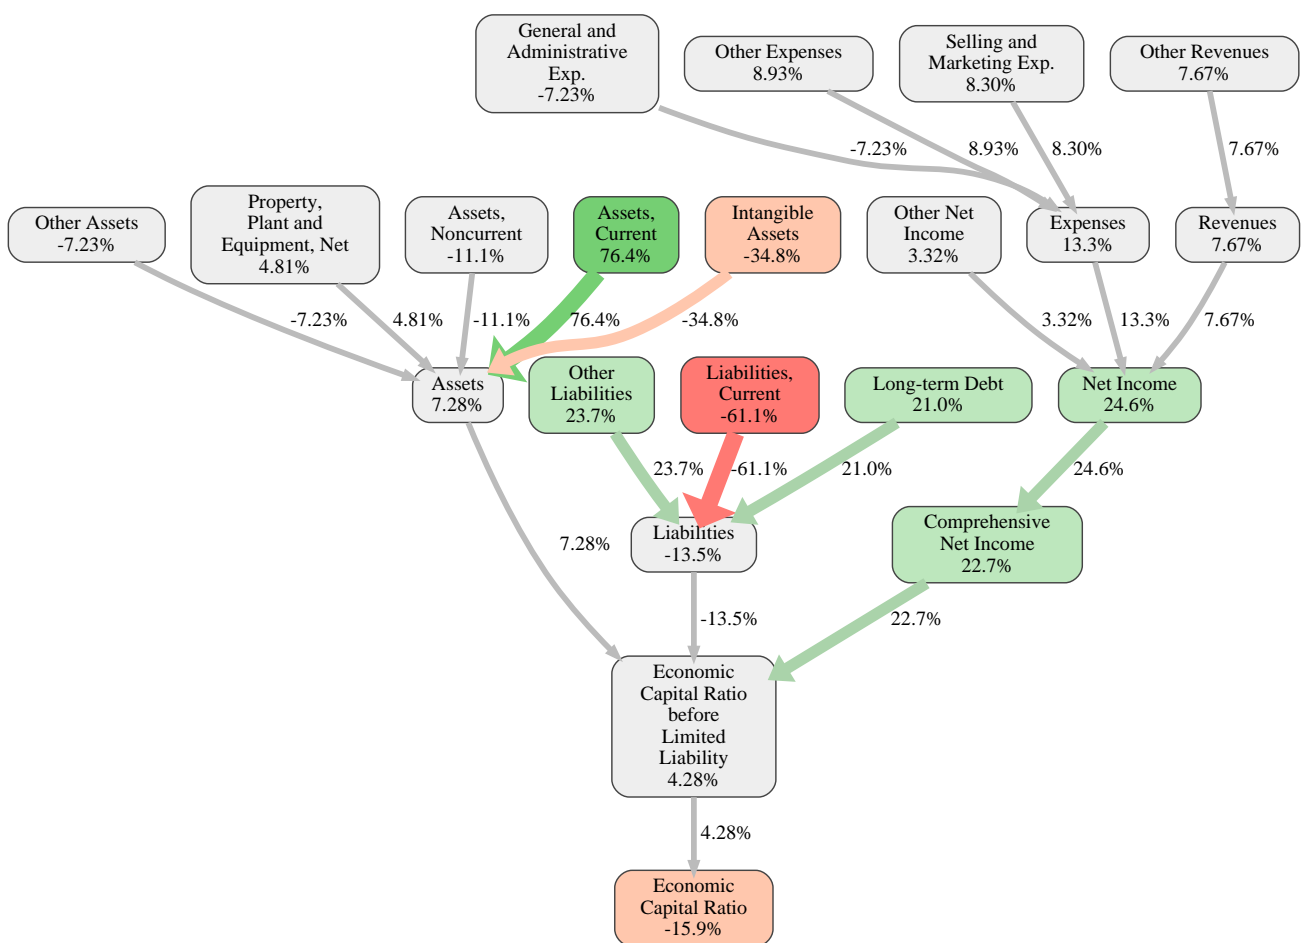 General and
Administrative
Exp.
-7.23%
Other Expenses
8.93%
Selling and
Marketing Exp.
8.30%
Other Revenues
7.67%
-7.23%
8.93%
8.30%
7.67%
Other Assets
-7.23%
Property,
Plant and
Equipment, Net
4.81%
Assets,
Noncurrent
-11.1%
Assets,
Current
76.4%
Intangible
Assets
-34.8%
Other Net
Income
3.32%
Expenses
13.3%
Revenues
7.67%
-7.23%
4.81%
-11.1%
76.4%
-34.8%
3.32%
13.3%
7.67%
Assets
7.28%
Other
Liabilities
23.7%
Liabilities,
Current
-61.1%
Long-term Debt
21.0%
Net Income
24.6%
23.7%
-61.1%
21.0%
24.6%
7.28%
Liabilities
-13.5%
Comprehensive
Net Income
22.7%
-13.5%
22.7%
Economic
Capital Ratio
before
Limited
Liability
4.28%
4.28%
Economic
Capital Ratio
-15.9%